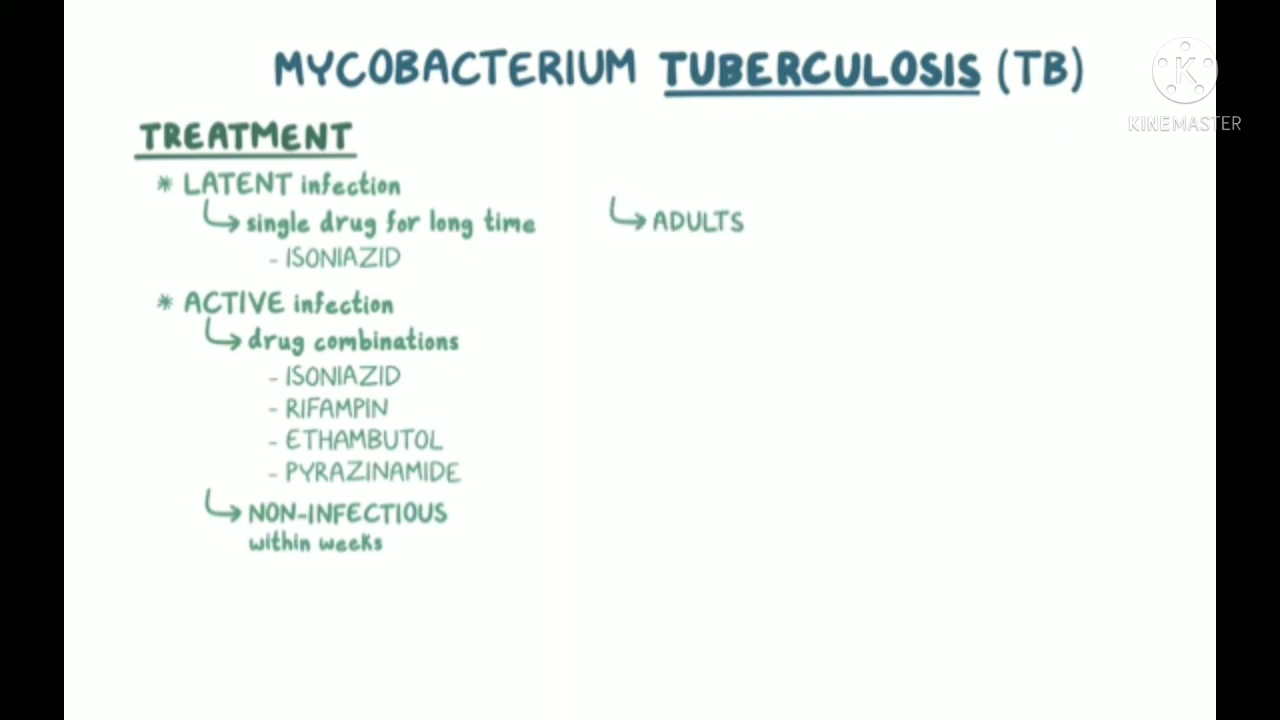 MYCOBACTERIUM TUBERCULOSIS (TB)
K
KINEMASTER
TREATMENT
* LATENT infection
↳ single drug for long time
- ISONIAZID
↳ ADULTS
* ACTIVE infection
↳ drug combinations
- ISONIAZID
- RIFAMPIN
- ETHAMBUTOL
- PYRAZINAMIDE
↳ NON-INFECTIOUS
within weeks